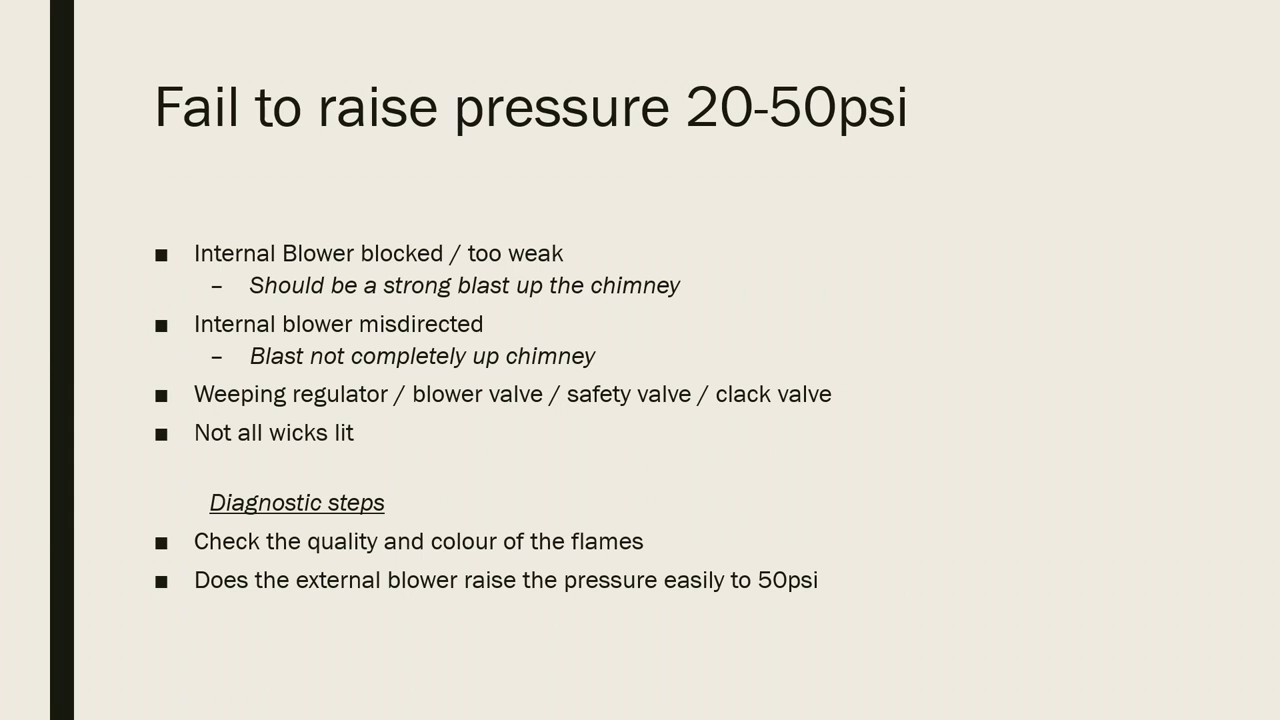 Fail to raise pressure 20-50psi
■ Internal Blower blocked / too weak
– Should be a strong blast up the chimney
■ Internal blower misdirected
– Blast not completely up chimney
■ Weeping regulator / blower valve / safety valve / clack valve
■ Not all wicks lit
Diagnostic steps
■ Check the quality and colour of the flames
■ Does the external blower raise the pressure easily to 50psi